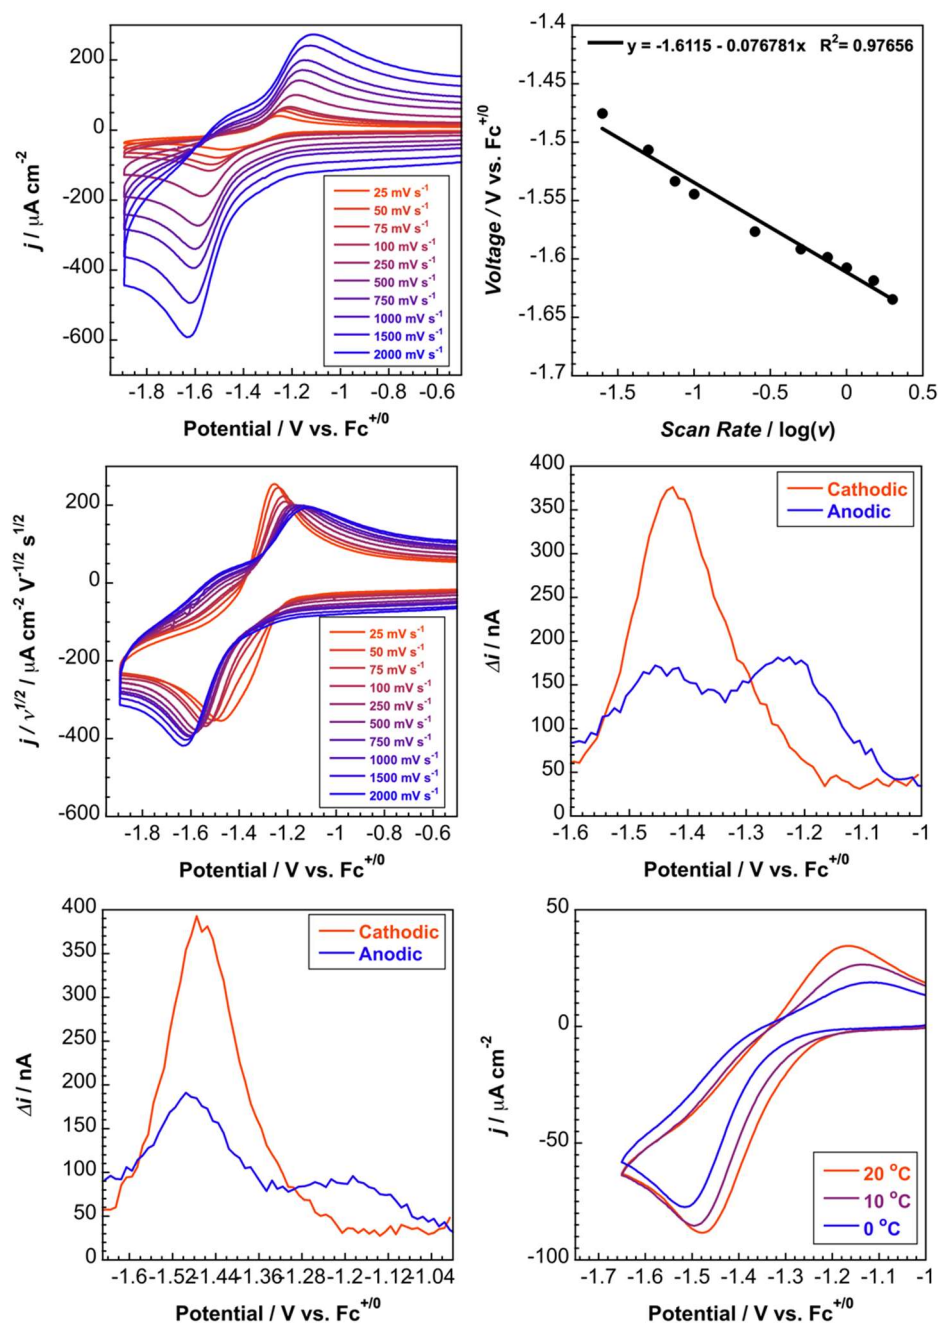 200
0
-200
-400
-600
j / μA cm⁻²
25 mV s⁻¹
50 mV s⁻¹
75 mV s⁻¹
100 mV s⁻¹
250 mV s⁻¹
500 mV s⁻¹
750 mV s⁻¹
1000 mV s⁻¹
1500 mV s⁻¹
2000 mV s⁻¹
-1.8 -1.6 -1.4 -1.2 -1 -0.8 -0.6
Potential / V vs. Fc⁺/⁰
y = -1.6115 - 0.076781x R²= 0.97656
-1.4
-1.45
-1.5
-1.55
-1.6
-1.65
-1.7
Voltage / V vs. Fc⁺/⁰
-1.5 -1 -0.5 0 0.5
Scan Rate / log(v)
200
0
-200
-400
-600
j / v¹/² / μA cm⁻² V⁻¹/² s¹/²
25 mV s⁻¹
50 mV s⁻¹
75 mV s⁻¹
100 mV s⁻¹
250 mV s⁻¹
500 mV s⁻¹
750 mV s⁻¹
1000 mV s⁻¹
1500 mV s⁻¹
2000 mV s⁻¹
-1.8 -1.6 -1.4 -1.2 -1 -0.8 -0.6
Potential / V vs. Fc⁺/⁰
400
350
300
250
200
150
100
50
0
Δi / nA
Cathodic
Anodic
-1.6 -1.5 -1.4 -1.3 -1.2 -1.1 -1
Potential / V vs. Fc⁺/⁰
400
350
300
250
200
150
100
50
0
Δi / nA
Cathodic
Anodic
-1.6 -1.52 -1.44 -1.36 -1.28 -1.2 -1.12 -1.04
Potential / V vs. Fc⁺/⁰
50
0
-50
-100
j / μA cm⁻²
20 °C
10 °C
0 °C
-1.7 -1.6 -1.5 -1.4 -1.3 -1.2 -1.1 -1
Potential / V vs. Fc⁺/⁰